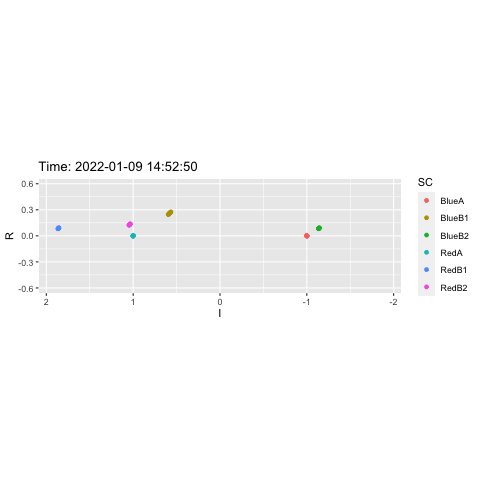 Time: 2022-01-09 14:52:50
SC
0.6
0.3
0.0
-0.3
-0.6
R
2
1
0
-1
-2
I
BlueA
BlueB1
BlueB2
RedA
RedB1
RedB2